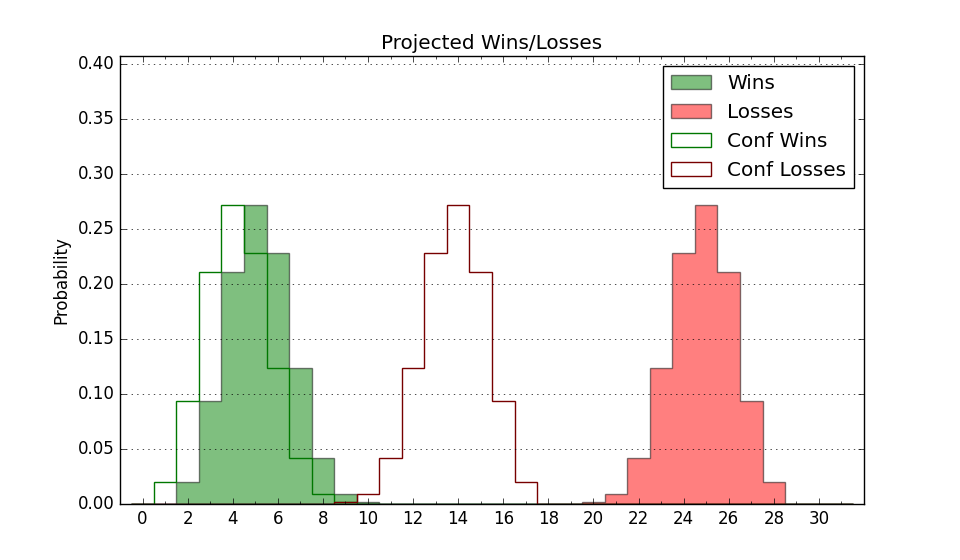 Projected Wins/Losses
0.40
0.35
0.30
0.25
0.20
0.15
0.10
0.05
0.00
Probability
Wins
Losses
Conf Wins
Conf Losses
0 2 4 6 8 10 12 14 16 18 20 22 24 26 28 30